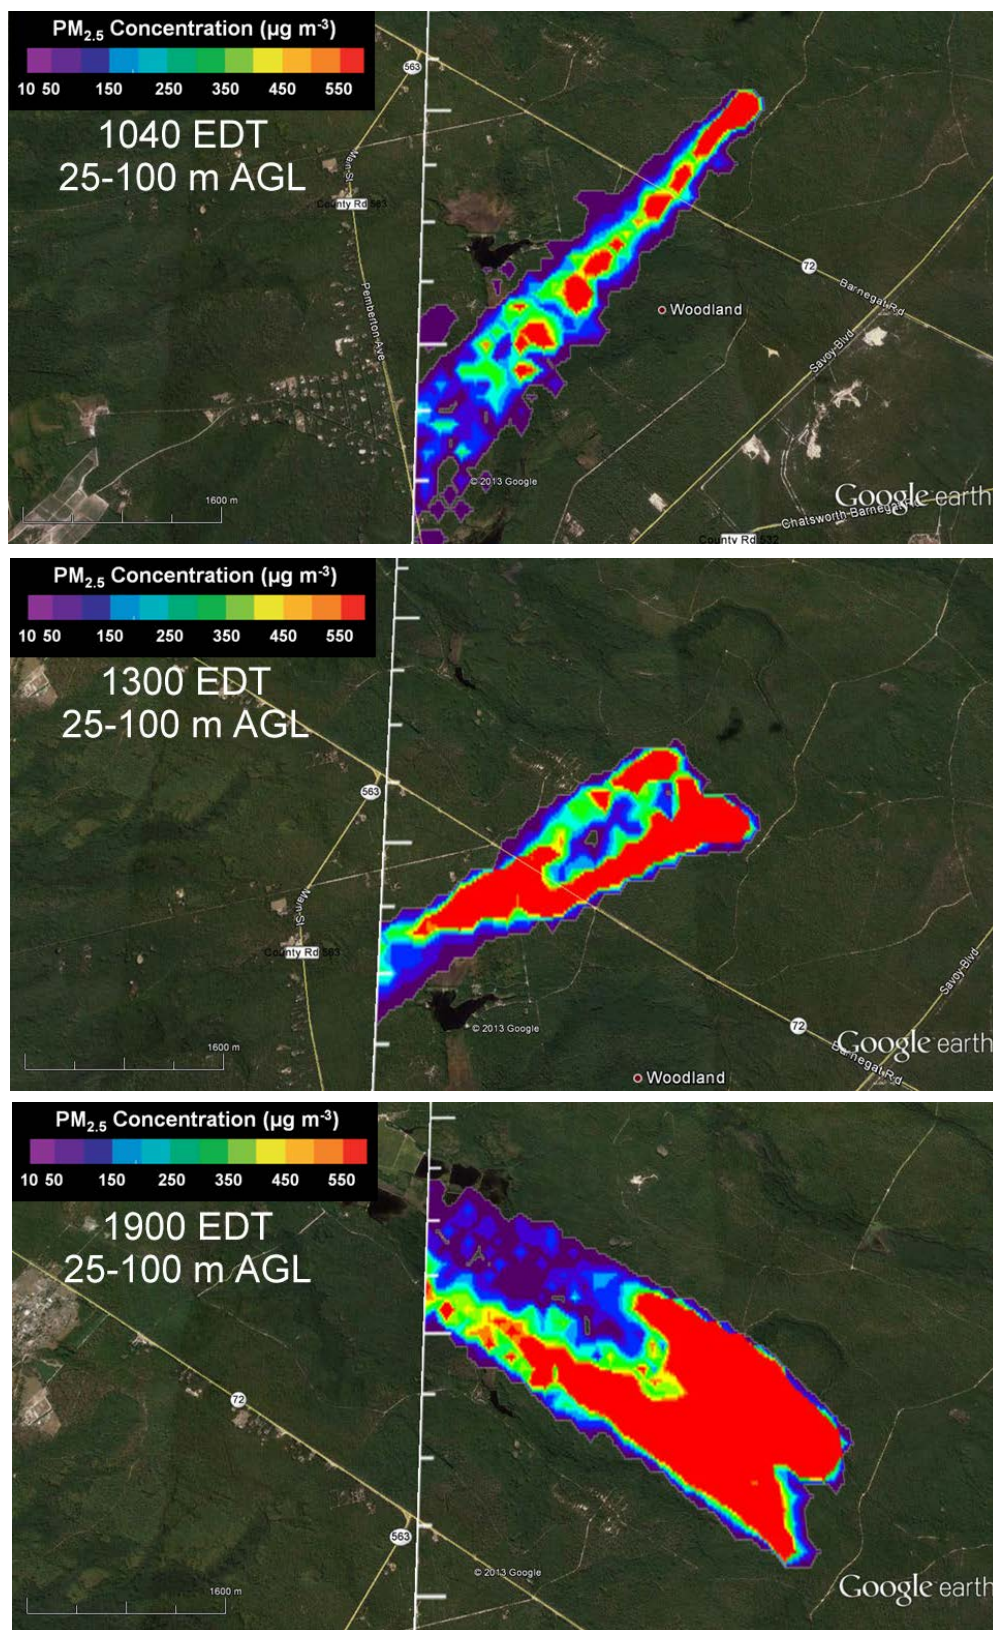 PM2.5 Concentration (µg m-3)
10 50 150 250 350 450 550
1040 EDT
25-100 m AGL
563
Main St
County Rd 563
Pemberton Ave
72
Barnegat Rd
Woodland
Savoy Blvd
© 2013 Google
1600 m
Google earth
Chatsworth-Barnegat Rd
County Rd 532
PM2.5 Concentration (µg m-3)
10 50 150 250 350 450 550
1300 EDT
25-100 m AGL
563
Main St
County Rd 563
Savoy Blvd
© 2013 Google
72
Google earth
Barnegat Rd
1600 m
Woodland
PM2.5 Concentration (µg m-3)
10 50 150 250 350 450 550
1900 EDT
25-100 m AGL
72
563
© 2013 Google
1600 m
Google earth